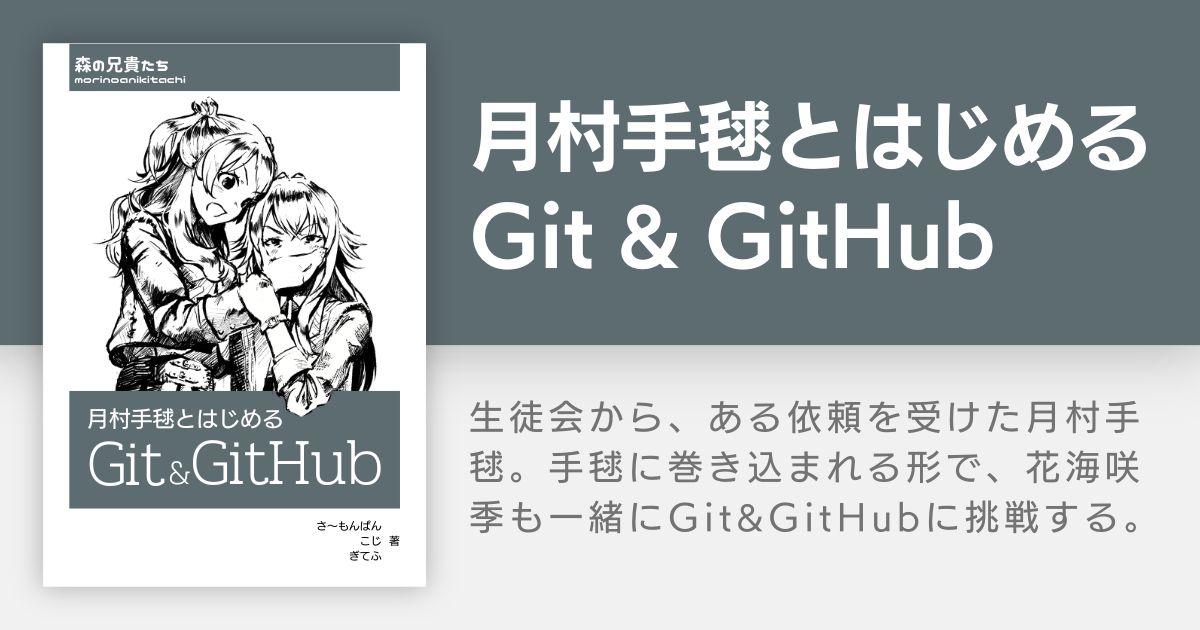 森の兄貴たち
morinoanikitachi
月村手毬とはじめる
Git&GitHub
さ〜もんぱん
こじ 著
ぎてふ
月村手毬とはじめる
Git & GitHub
生徒会から、ある依頼を受けた月村手
毬。手毬に巻き込まれる形で、花海咲
季も一緒にGit&GitHubに挑戦する。